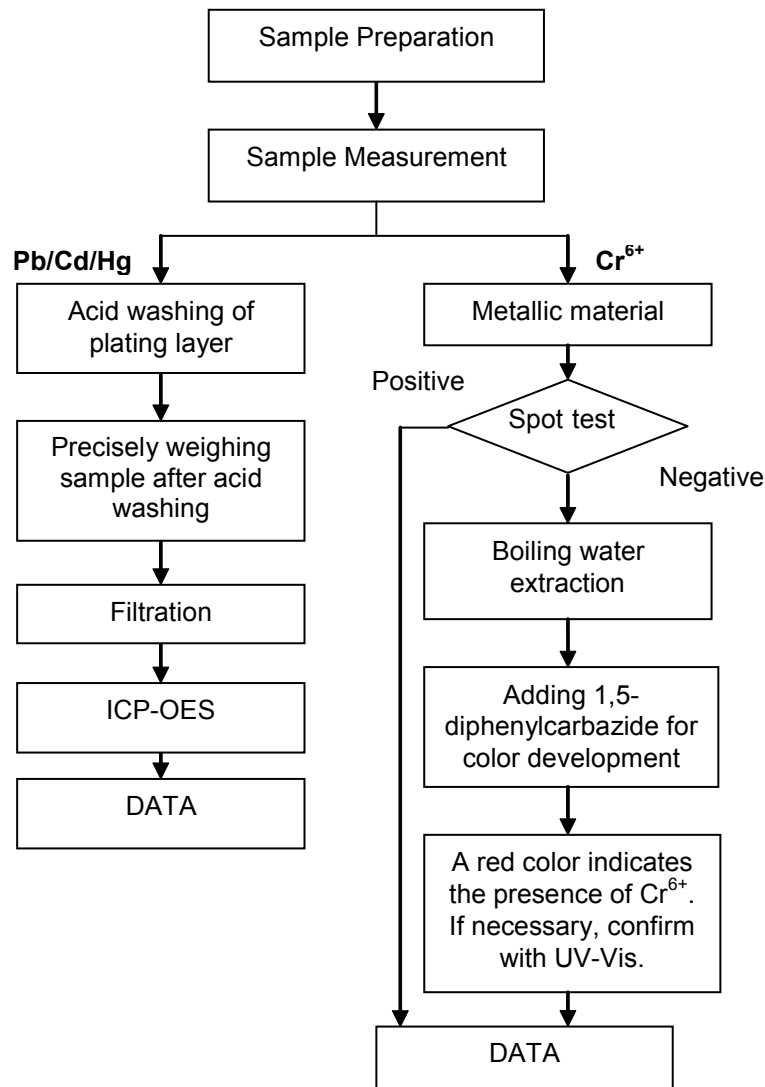 Sample Preparation
Sample Measurement
Pb/Cd/Hg
Acid washing of
plating layer
Precisely weighing
sample after acid
washing
Filtration
ICP-OES
DATA
Cr⁶⁺
Metallic material
Positive
Spot test
Negative
Boiling water
extraction
Adding 1,5-
diphenylcarbazide for
color development
A red color indicates
the presence of Cr⁶⁺.
If necessary, confirm
with UV-Vis.
DATA